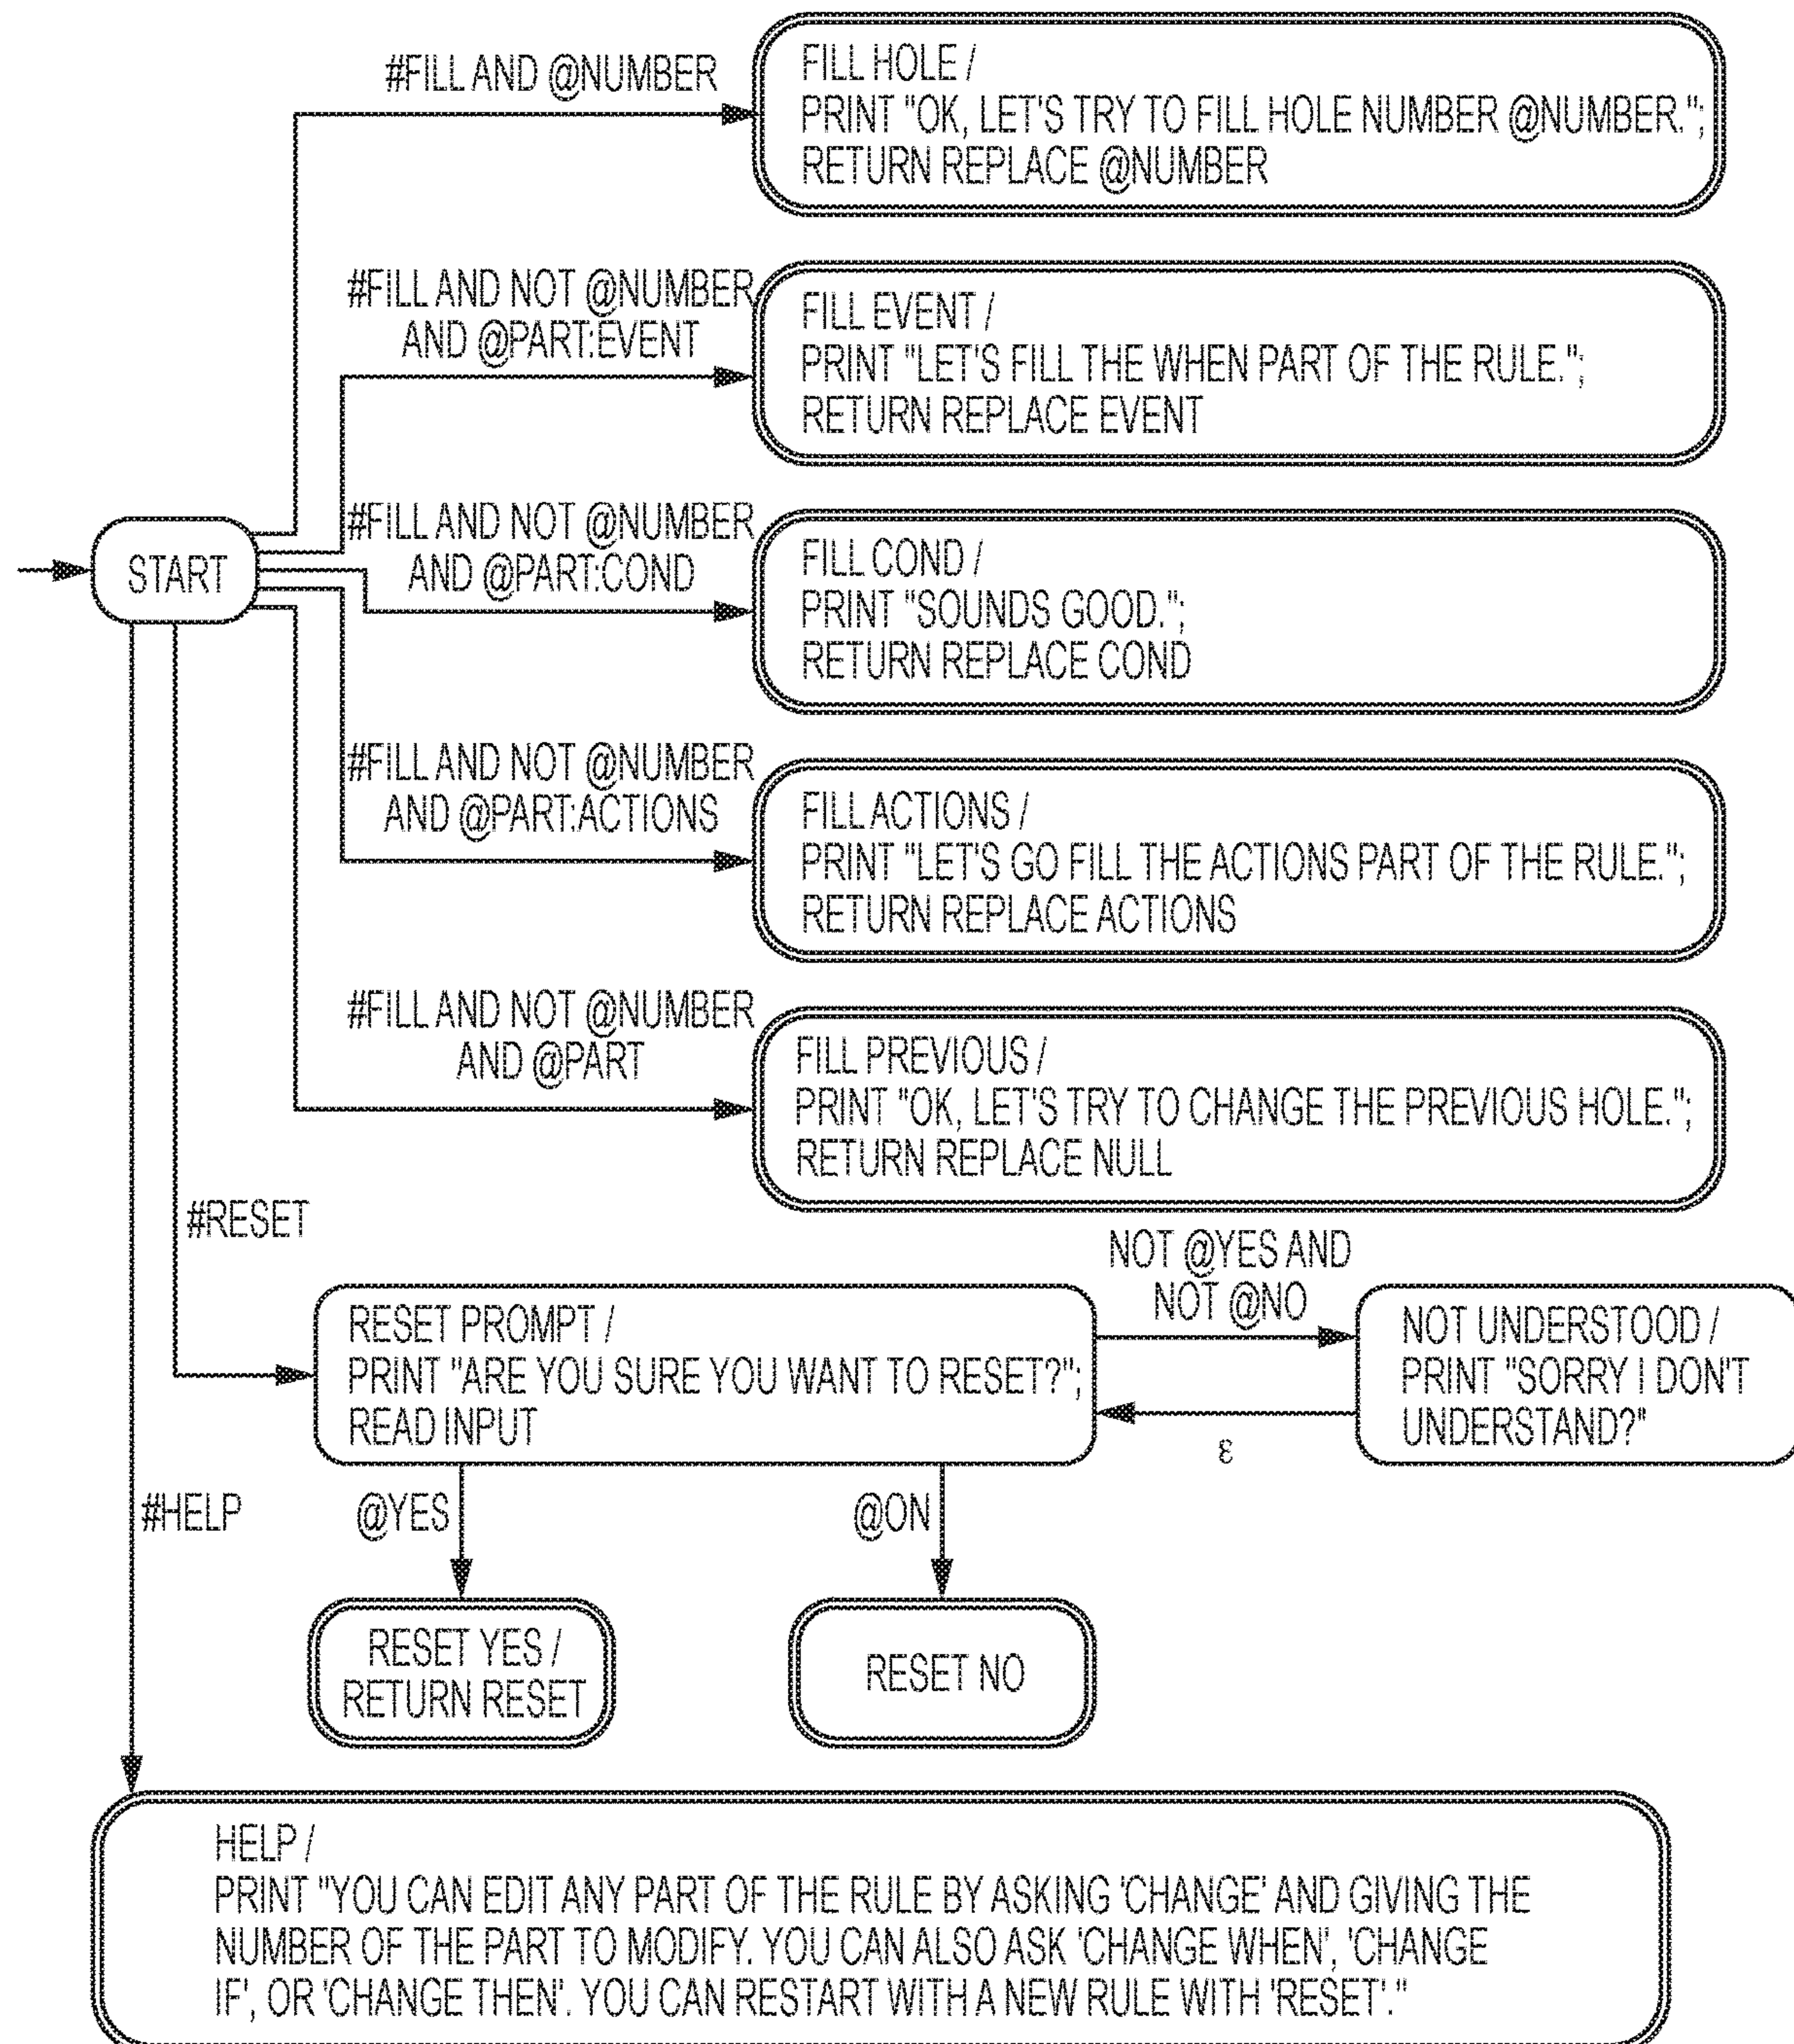 #FILL AND @NUMBER
FILL HOLE /
PRINT "OK, LET'S TRY TO FILL HOLE NUMBER @NUMBER.";
RETURN REPLACE @NUMBER
#FILL AND NOT @NUMBER
AND @PART:EVENT
FILL EVENT /
PRINT "LET'S FILL THE WHEN PART OF THE RULE.";
RETURN REPLACE EVENT
START
#FILL AND NOT @NUMBER
AND @PART:COND
FILL COND /
PRINT "SOUNDS GOOD.";
RETURN REPLACE COND
#FILL AND NOT @NUMBER
AND @PART:ACTIONS
FILL ACTIONS /
PRINT "LET'S GO FILL THE ACTIONS PART OF THE RULE.";
RETURN REPLACE ACTIONS
#FILL AND NOT @NUMBER
AND @PART
FILL PREVIOUS /
PRINT "OK, LET'S TRY TO CHANGE THE PREVIOUS HOLE.";
RETURN REPLACE NULL
#RESET
RESET PROMPT /
PRINT "ARE YOU SURE YOU WANT TO RESET?";
READ INPUT
NOT @YES AND
NOT @NO
NOT UNDERSTOOD /
PRINT "SORRY I DON'T
UNDERSTAND?"
ε
#HELP
@YES
@ON
RESET YES /
RETURN RESET
RESET NO
HELP /
PRINT "YOU CAN EDIT ANY PART OF THE RULE BY ASKING 'CHANGE' AND GIVING THE
NUMBER OF THE PART TO MODIFY. YOU CAN ALSO ASK 'CHANGE WHEN', 'CHANGE
IF', OR 'CHANGE THEN'. YOU CAN RESTART WITH A NEW RULE WITH 'RESET'."